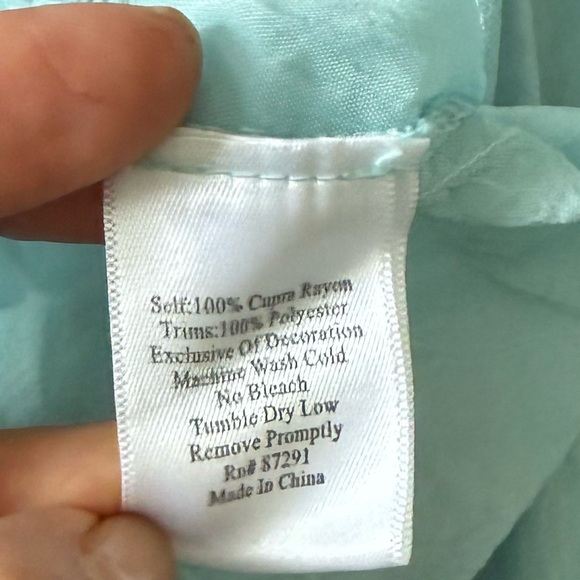 Self:100% Cupra Rayon
Trims:100% Polyester
Exclusive Of Decoration
Machine Wash Cold
No Bleach
Tumble Dry Low
Remove Promptly
Rn# 87291
Made In China